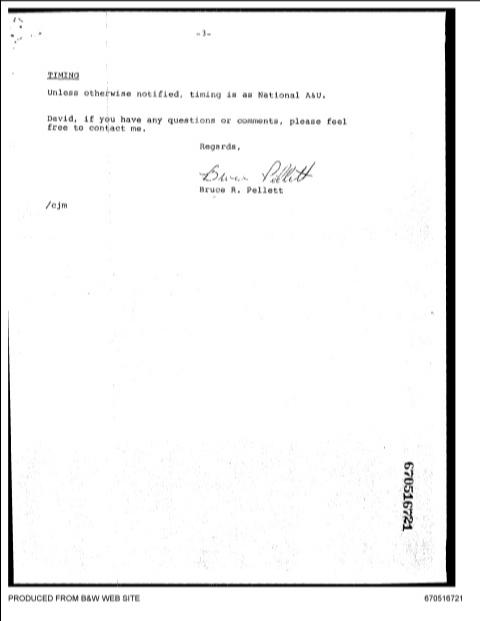 -3-
TIMING
Unless otherwise notified, timing is as National A&U.
David, if you have any questions or comments, please feel
free to contact me.
Regards,
Bruce Pellett
Bruce R. Pellett
/cjm
670516721
PRODUCED FROM B&W WEB SITE
670516721